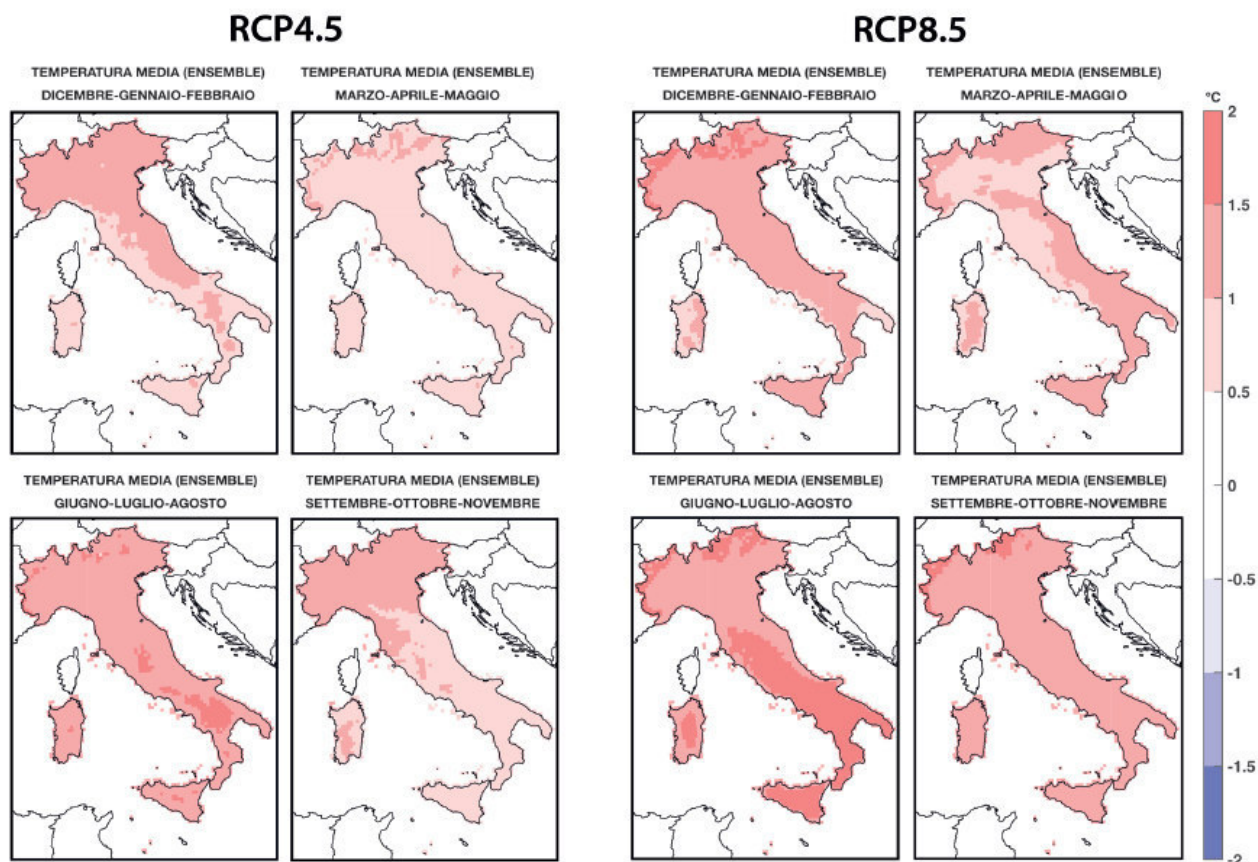 RCP4.5
RCP8.5
TEMPERATURA MEDIA (ENSEMBLE)
DICEMBRE-GENNAIO-FEBBRAIO
TEMPERATURA MEDIA (ENSEMBLE)
MARZO-APRILE-MAGGIO
TEMPERATURA MEDIA (ENSEMBLE)
DICEMBRE-GENNAIO-FEBBRAIO
TEMPERATURA MEDIA (ENSEMBLE)
MARZO-APRILE-MAGGIO
TEMPERATURA MEDIA (ENSEMBLE)
GIUGNO-LUGLIO-AGOSTO
TEMPERATURA MEDIA (ENSEMBLE)
SETTEMBRE-OTTOBRE-NOVEMBRE
TEMPERATURA MEDIA (ENSEMBLE)
GIUGNO-LUGLIO-AGOSTO
TEMPERATURA MEDIA (ENSEMBLE)
SETTEMBRE-OTTOBRE-NOVEMBRE
°C
2
1.5
1
0.5
0
-0.5
-1
-1.5
-2